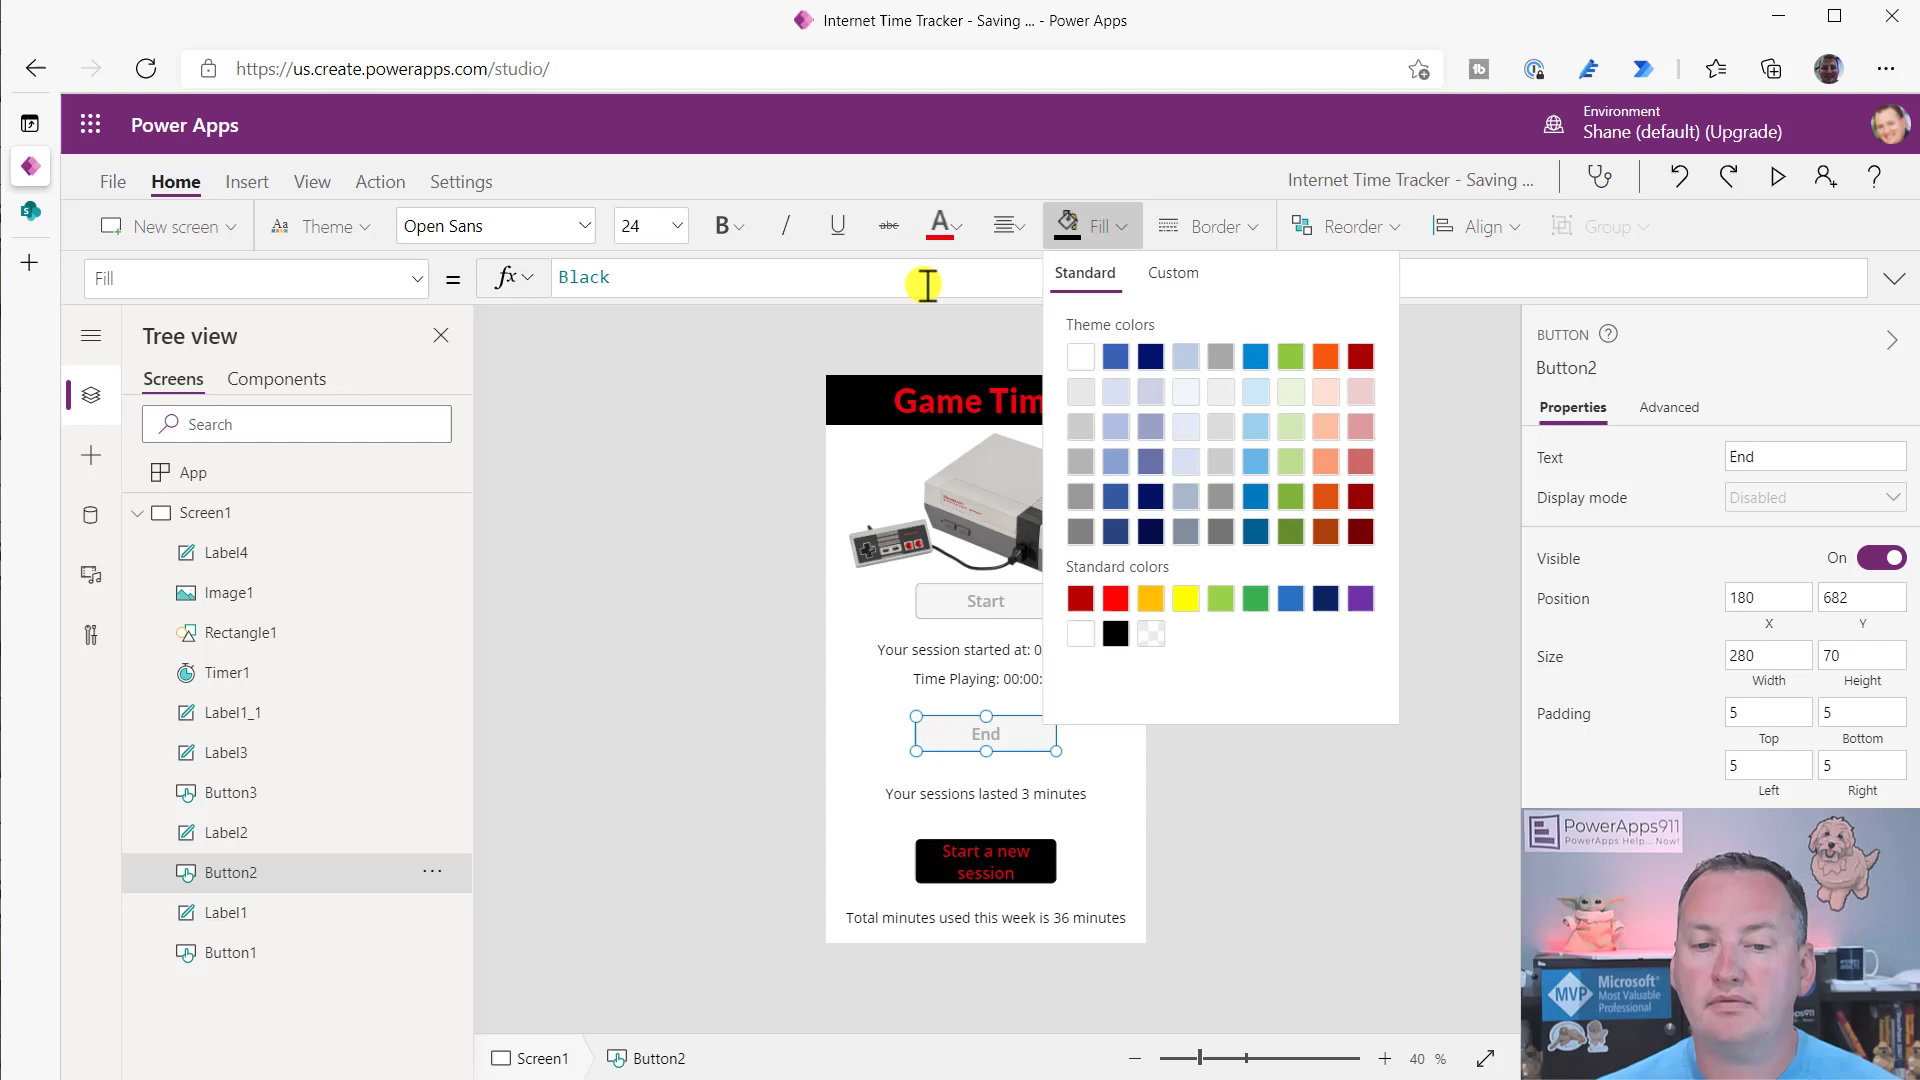 Internet Time Tracker - Saving ... - Power Apps
https://us.create.powerapps.com/studio/
Power Apps
Environment
Shane (default) (Upgrade)
File Home Insert View Action Settings
Internet Time Tracker - Saving ...
New screen Theme Open Sans 24 B / U abc A Fill Border Reorder Align Group
Fill = fx Black
Standard Custom
Theme colors
Standard colors
Tree view
Screens Components
Search
App
Screen1
Label4
Image1
Rectangle1
Timer1
Label1_1
Label3
Button3
Label2
Button2 ...
Label1
Button1
Game Tim
Start
Your session started at: 0
Time Playing: 00:00:
End
Your sessions lasted 3 minutes
Start a new
session
Total minutes used this week is 36 minutes
BUTTON
Button2
Properties Advanced
Text End
Display mode Disabled
Visible On
Position 180 682
X Y
Size 280 70
Width Height
Padding 5 5
Top Bottom
5 5
Left Right
PowerApps911
PowerApps Help... Now!
Microsoft
MVP
Most Valuable
Professional
Screen1 Button2
40 %